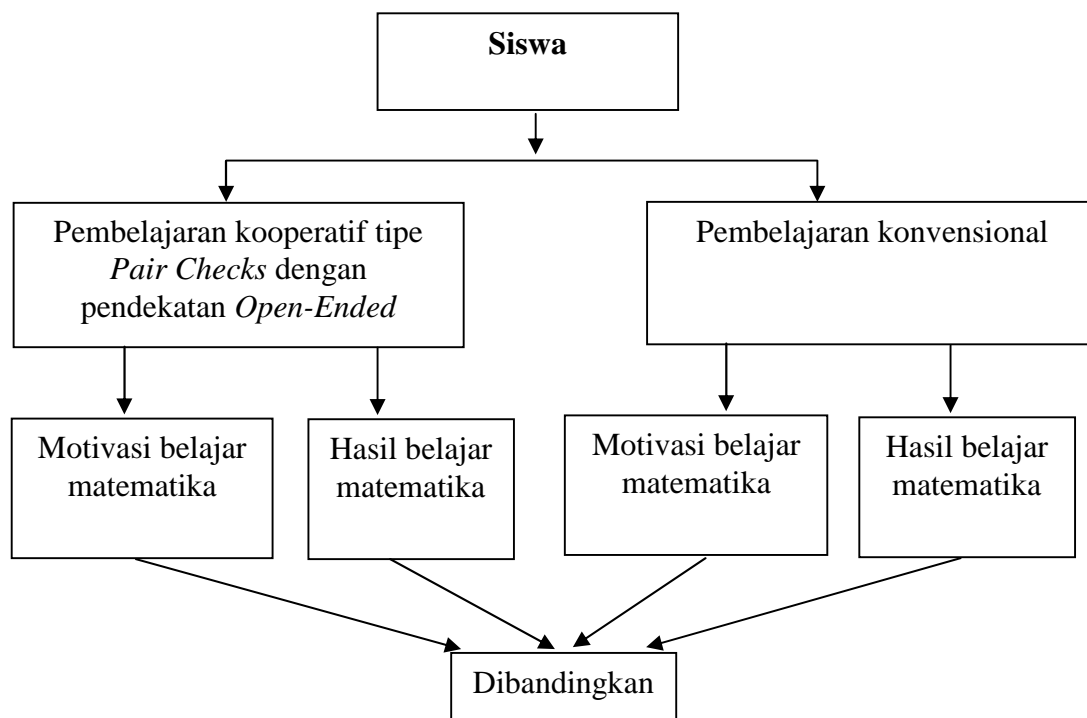 Siswa
Pembelajaran kooperatif tipe
Pair Checks dengan
pendekatan Open-Ended
Pembelajaran konvensional
Motivasi belajar
matematika
Hasil belajar
matematika
Motivasi belajar
matematika
Hasil belajar
matematika
Dibandingkan